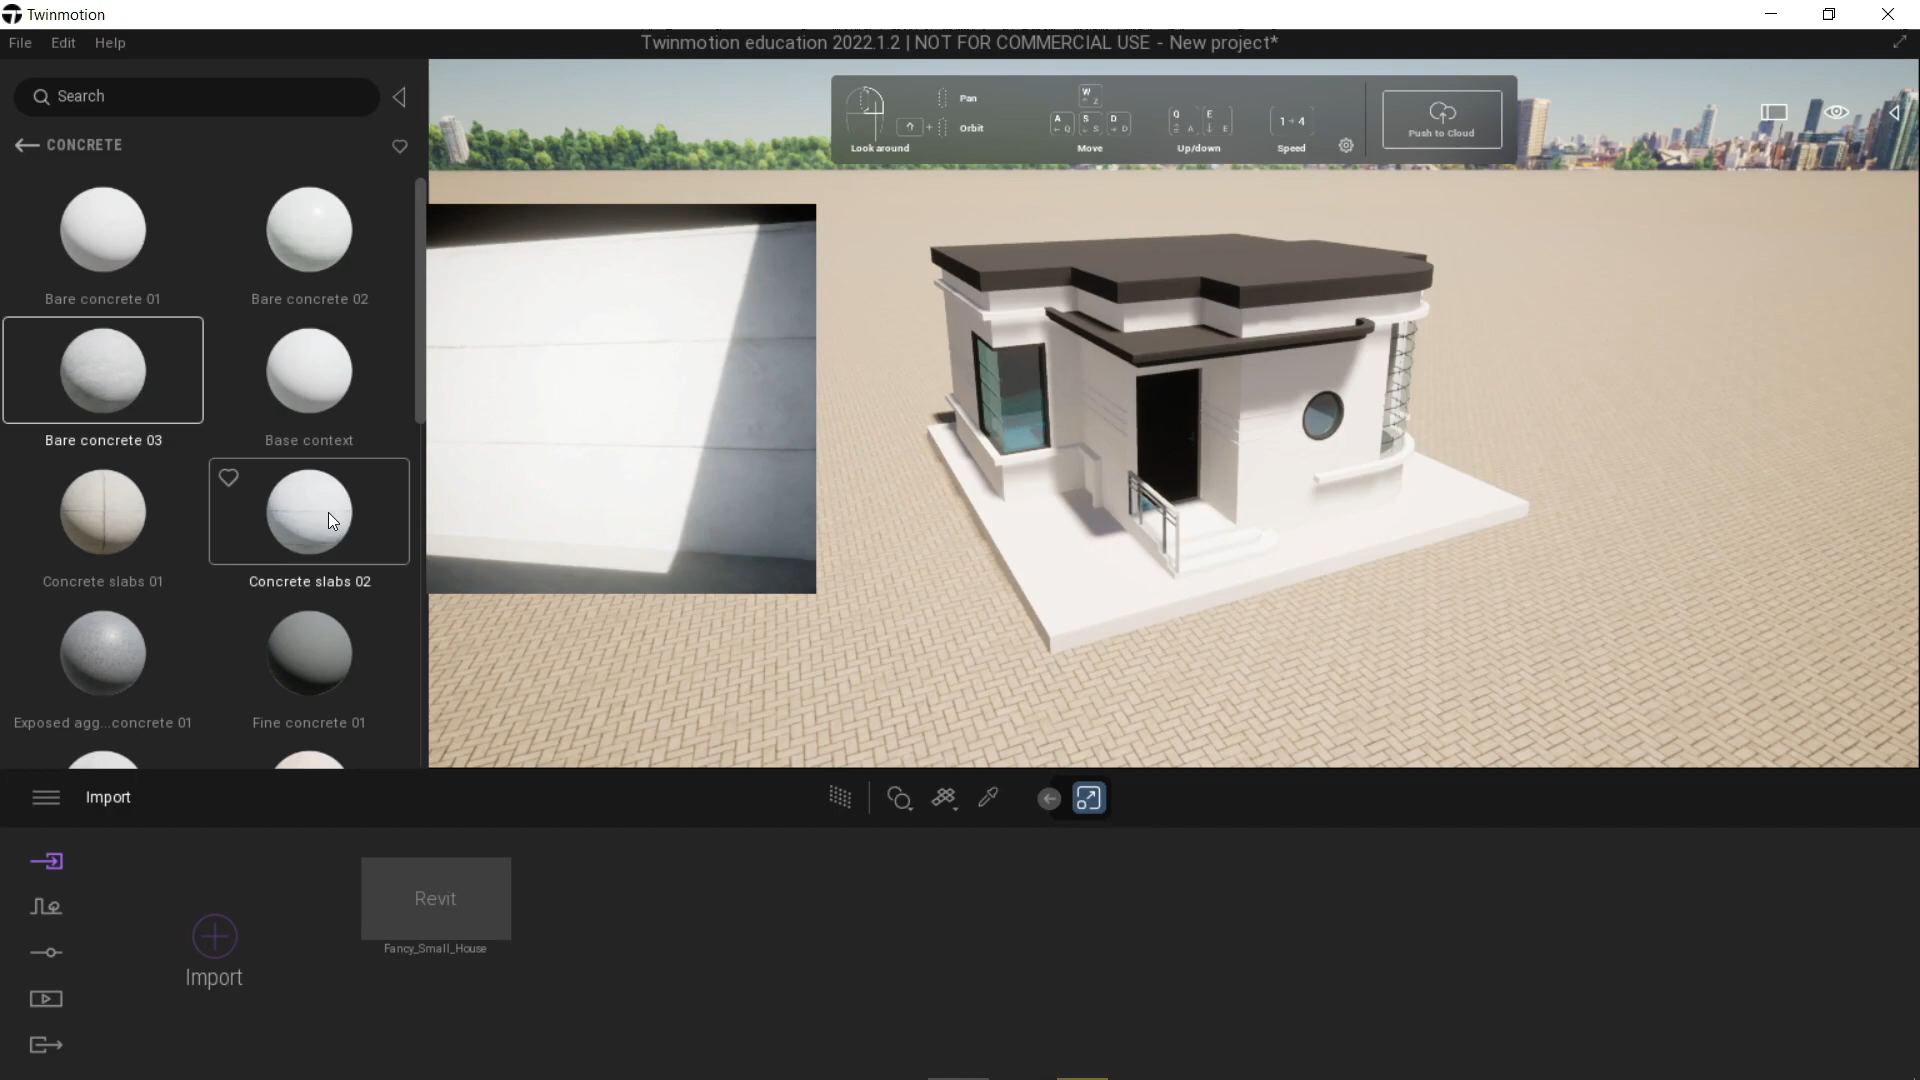 Twinmotion
File Edit Help
Twinmotion education 2022.1.2 | NOT FOR COMMERCIAL USE - New project*
Search
CONCRETE
Bare concrete 01
Bare concrete 02
Bare concrete 03
Base context
Concrete slabs 01
Concrete slabs 02
Exposed agg...concrete 01
Fine concrete 01
Pan
Orbit
Look around
W
Z
A
Q
S
S
D
D
Move
Q
A
E
E
Up/down
1 4
Speed
Push to Cloud
Import
Import
Revit
Fancy_Small_House